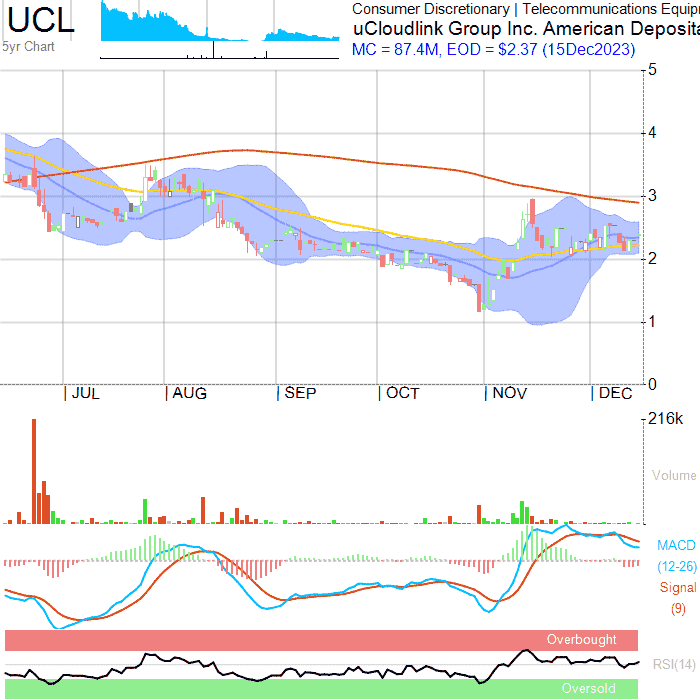 UCL
5yr Chart
Consumer Discretionary | Telecommunications Equip
uCloudlink Group Inc. American Deposita
MC = 87.4M, EOD = $2.37 (15Dec2023)
5
4
3
2
1
0
| JUL | AUG | SEP | OCT | NOV | DEC
216k
Volume
MACD
(12-26)
Signal
(9)
Overbought
RSI(14)
Oversold